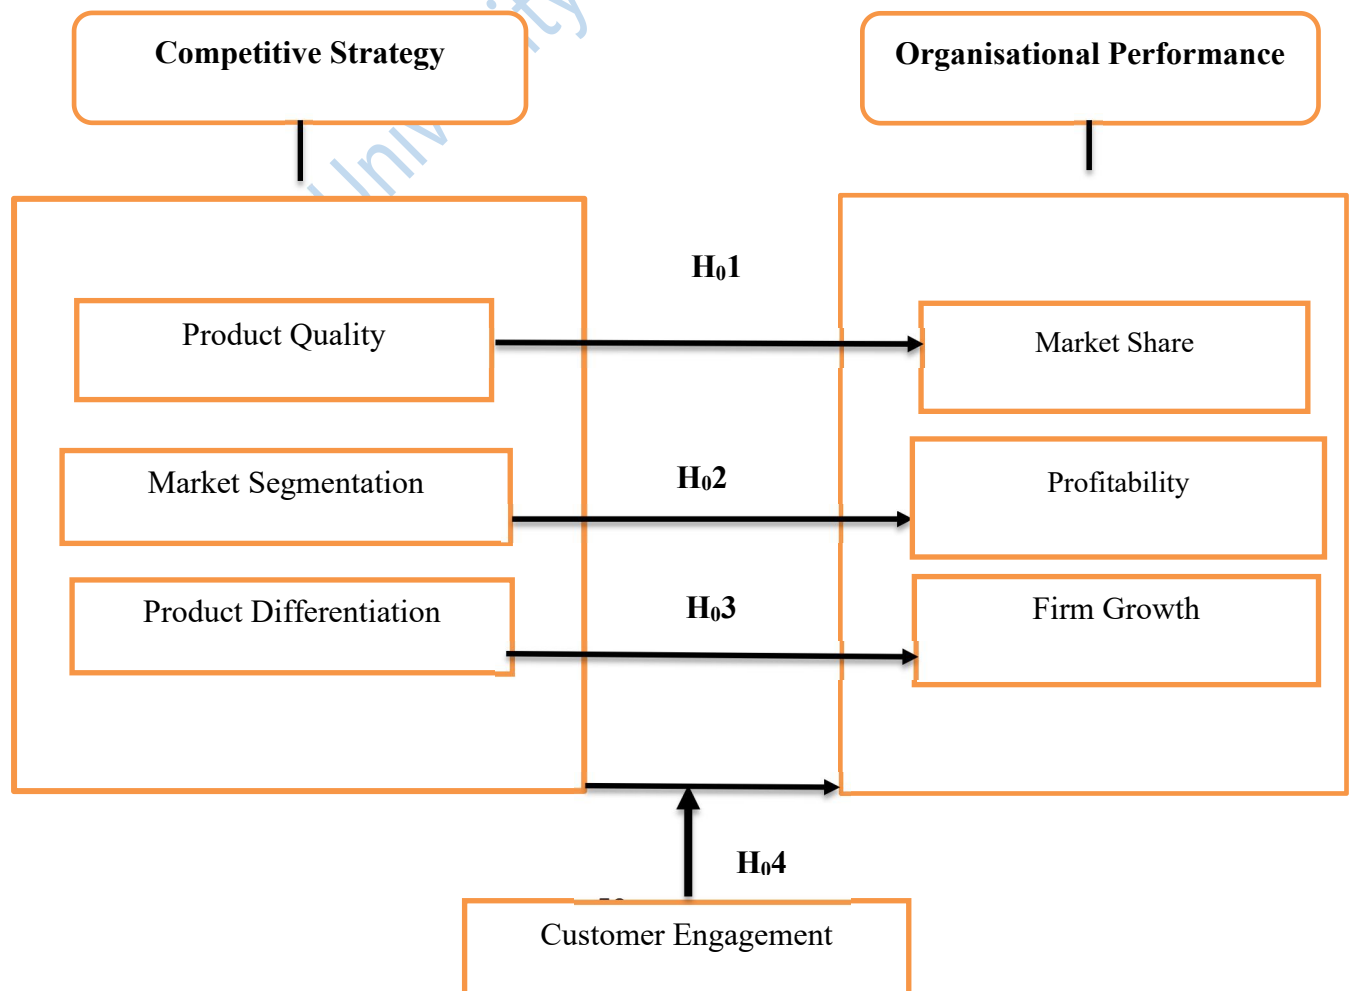 Competitive Strategy
Organisational Performance
University
H₀1
Product Quality
Market Share
Market Segmentation
H₀2
Profitability
Product Differentiation
H₀3
Firm Growth
H₀4
Customer Engagement